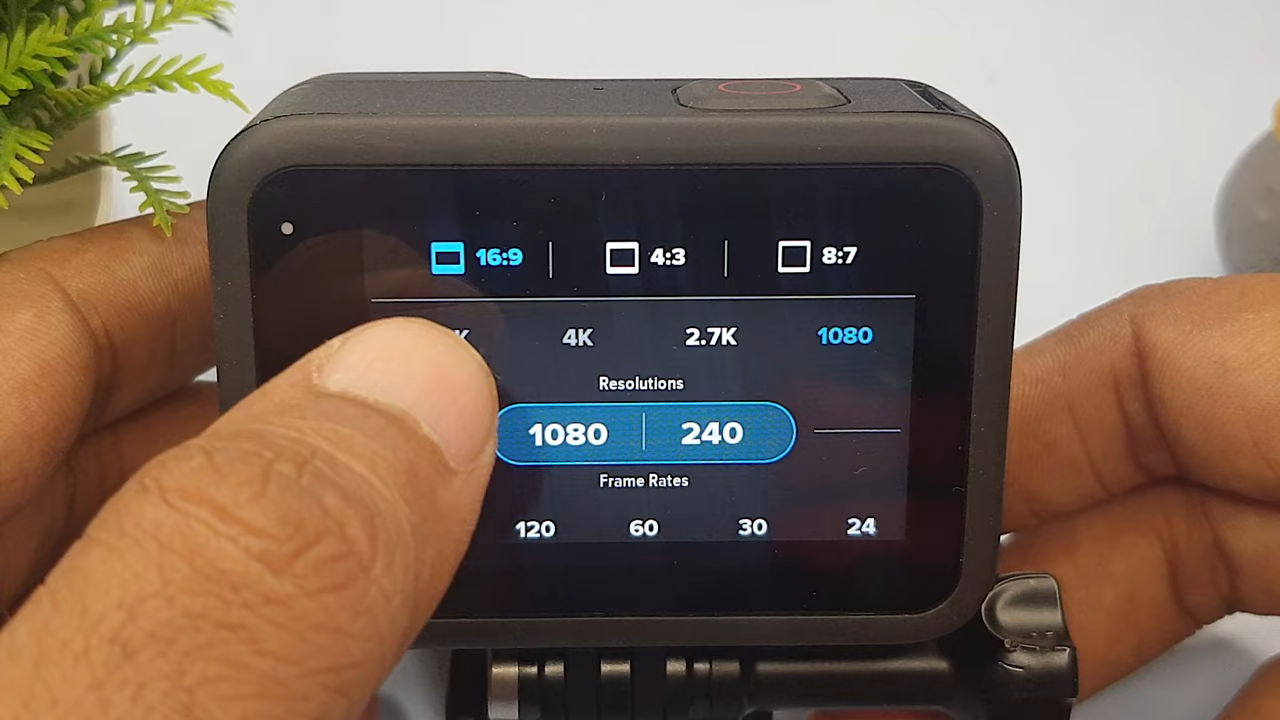 16:9 4:3 8:7
4K 2.7K 1080
Resolutions
1080 240
Frame Rates
120 60 30 24